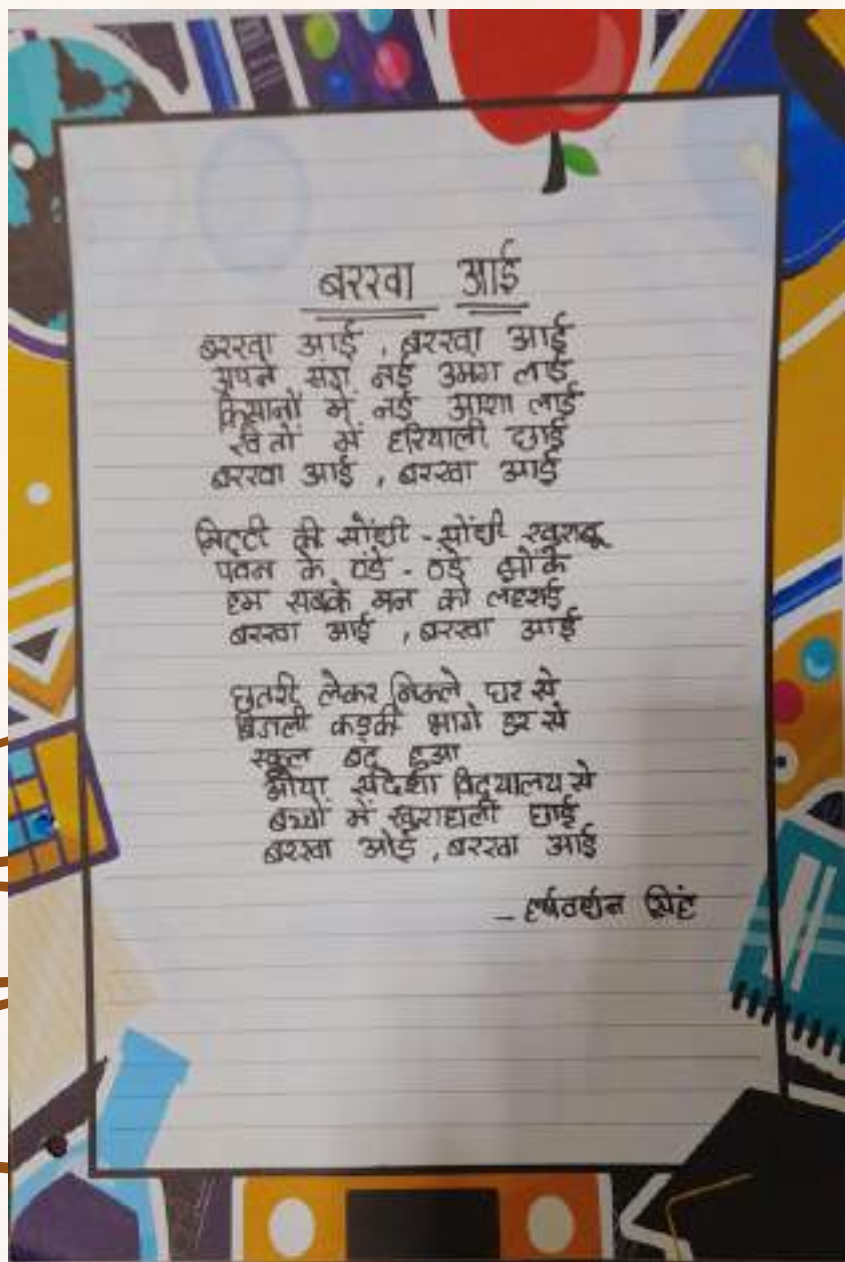 बरखा आई
बरखा आई , बरखा आई
अपने संग नई उमंग लाई
किसानों में नई आशा लाई
खेतों में हरियाली छाई
बरखा आई , बरखा आई
मिट्टी की सोंधी - सोंधी खुशबू
पवन के ठंडे - ठंडे झोंके
हम सबके मन को लहराई
बरखा आई , बरखा आई
छतरी लेकर निकले घर से
बिजली कड़की भागे डर से
स्कूल बंद हुआ
आया संदेशा विद्यालय से
बच्चों में खुशहाली छाई
बरखा आई , बरखा आई
– हर्षवर्धन सिंह